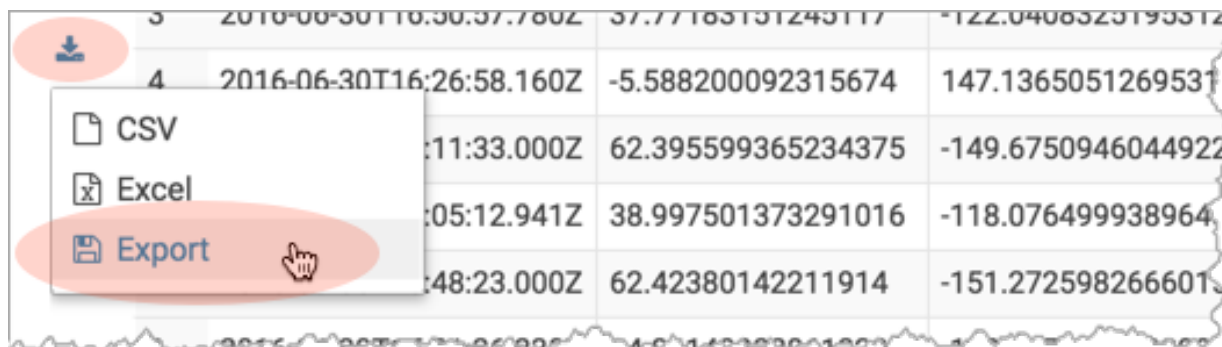 3 2016-06-30T16:50:57.780Z 37.77183151245117 -122.0408325195312
4 2016-06-30T16:26:58.160Z -5.588200092315674 147.1365051269531
CSV :11:33.000Z 62.395599365234375 -149.6750946044922
Excel :05:12.941Z 38.997501373291016 -118.076499938964
Export :48:23.000Z 62.42380142211914 -151.272598266601